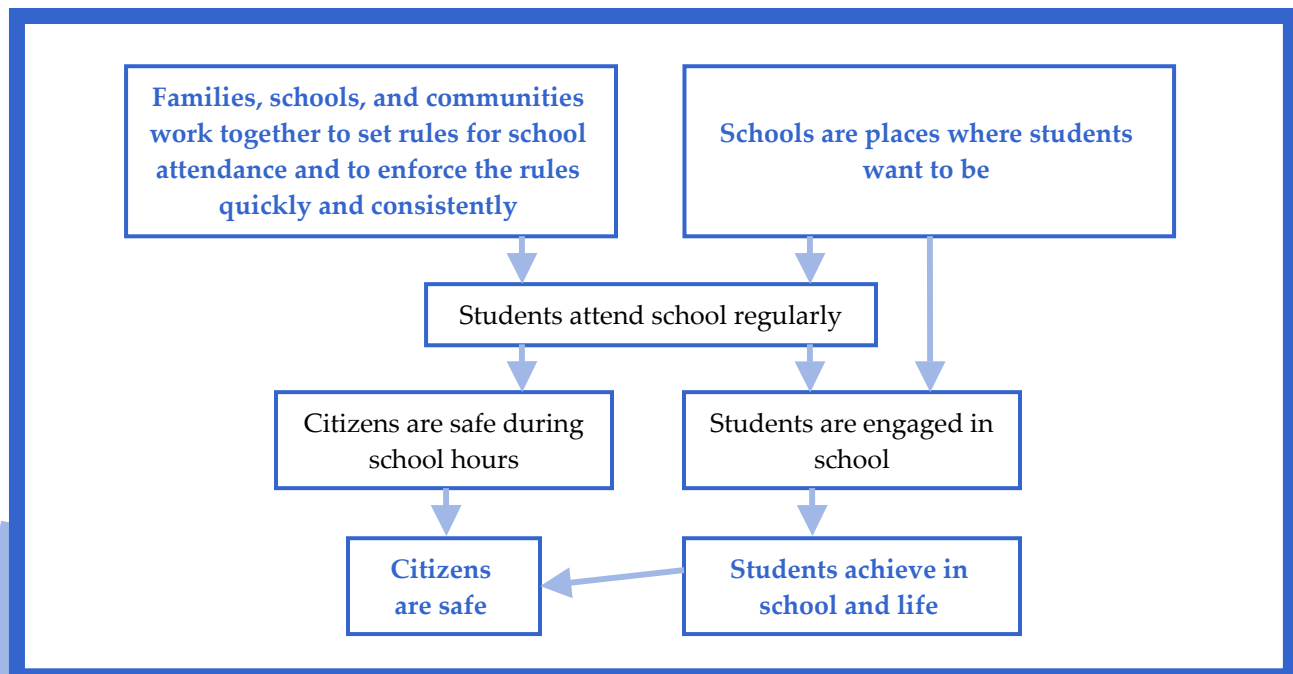 Families, schools, and communities
work together to set rules for school
attendance and to enforce the rules
quickly and consistently
Schools are places where students
want to be
Students attend school regularly
Citizens are safe during
school hours
Students are engaged in
school
Citizens
are safe
Students achieve in
school and life